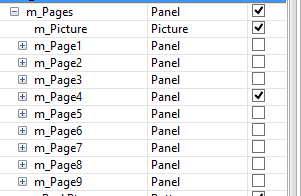 m_Pages Panel
m_Picture Picture
m_Page1 Panel
m_Page2 Panel
m_Page3 Panel
m_Page4 Panel
m_Page5 Panel
m_Page6 Panel
m_Page7 Panel
m_Page8 Panel
m_Page9 Panel